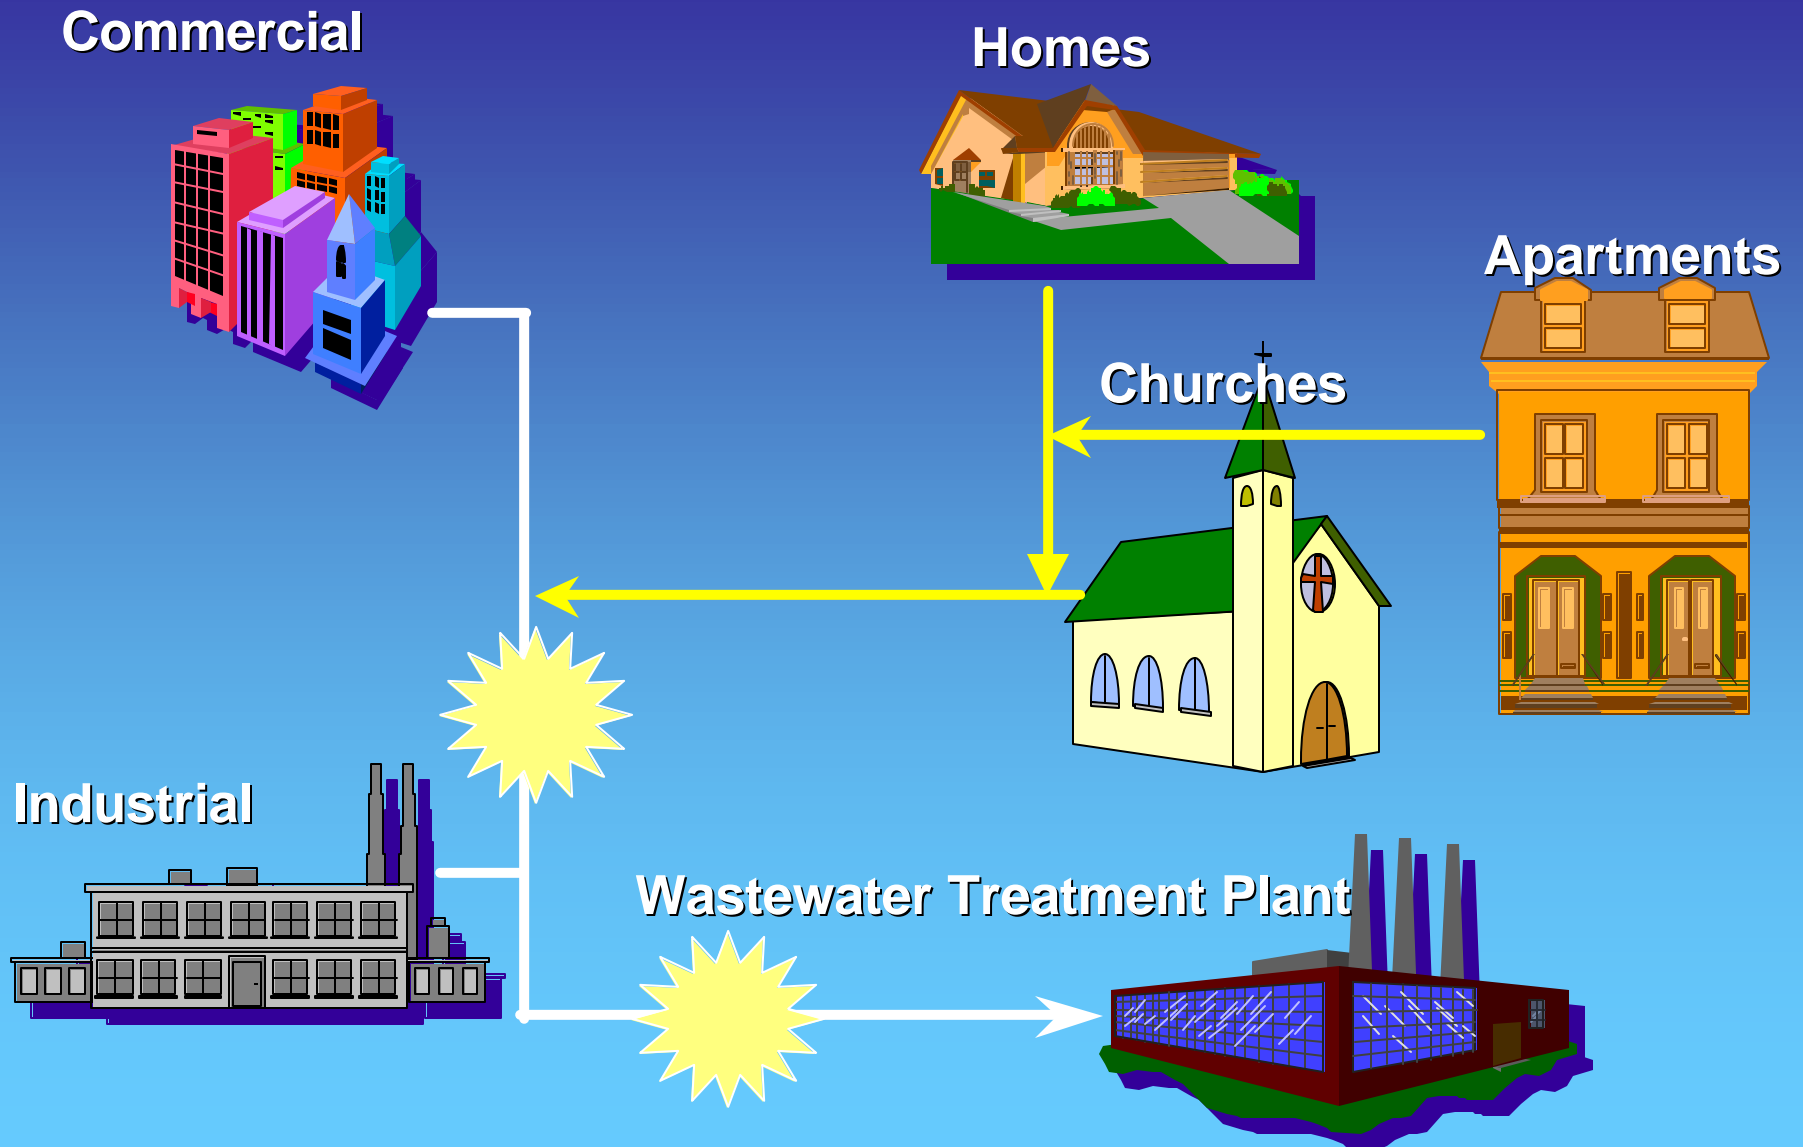 Commercial
Homes
Apartments
Churches
Industrial
Wastewater Treatment Plant